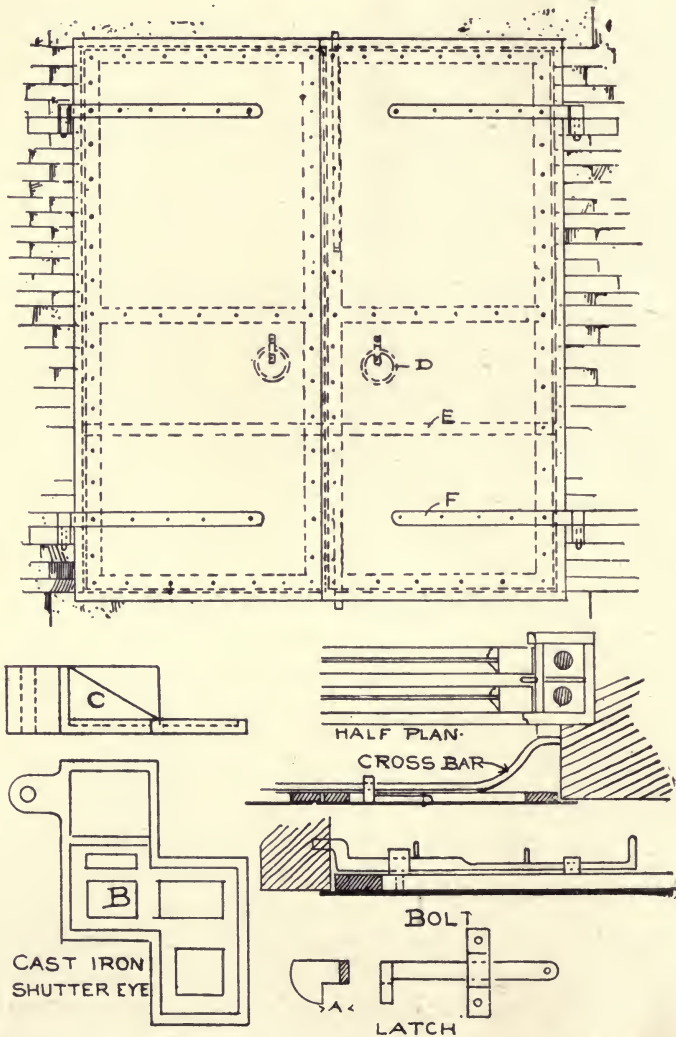 D
E
F
C
HALF PLAN.
CROSS BAR
B
CAST IRON
SHUTTER EYE
BOLT
A
LATCH